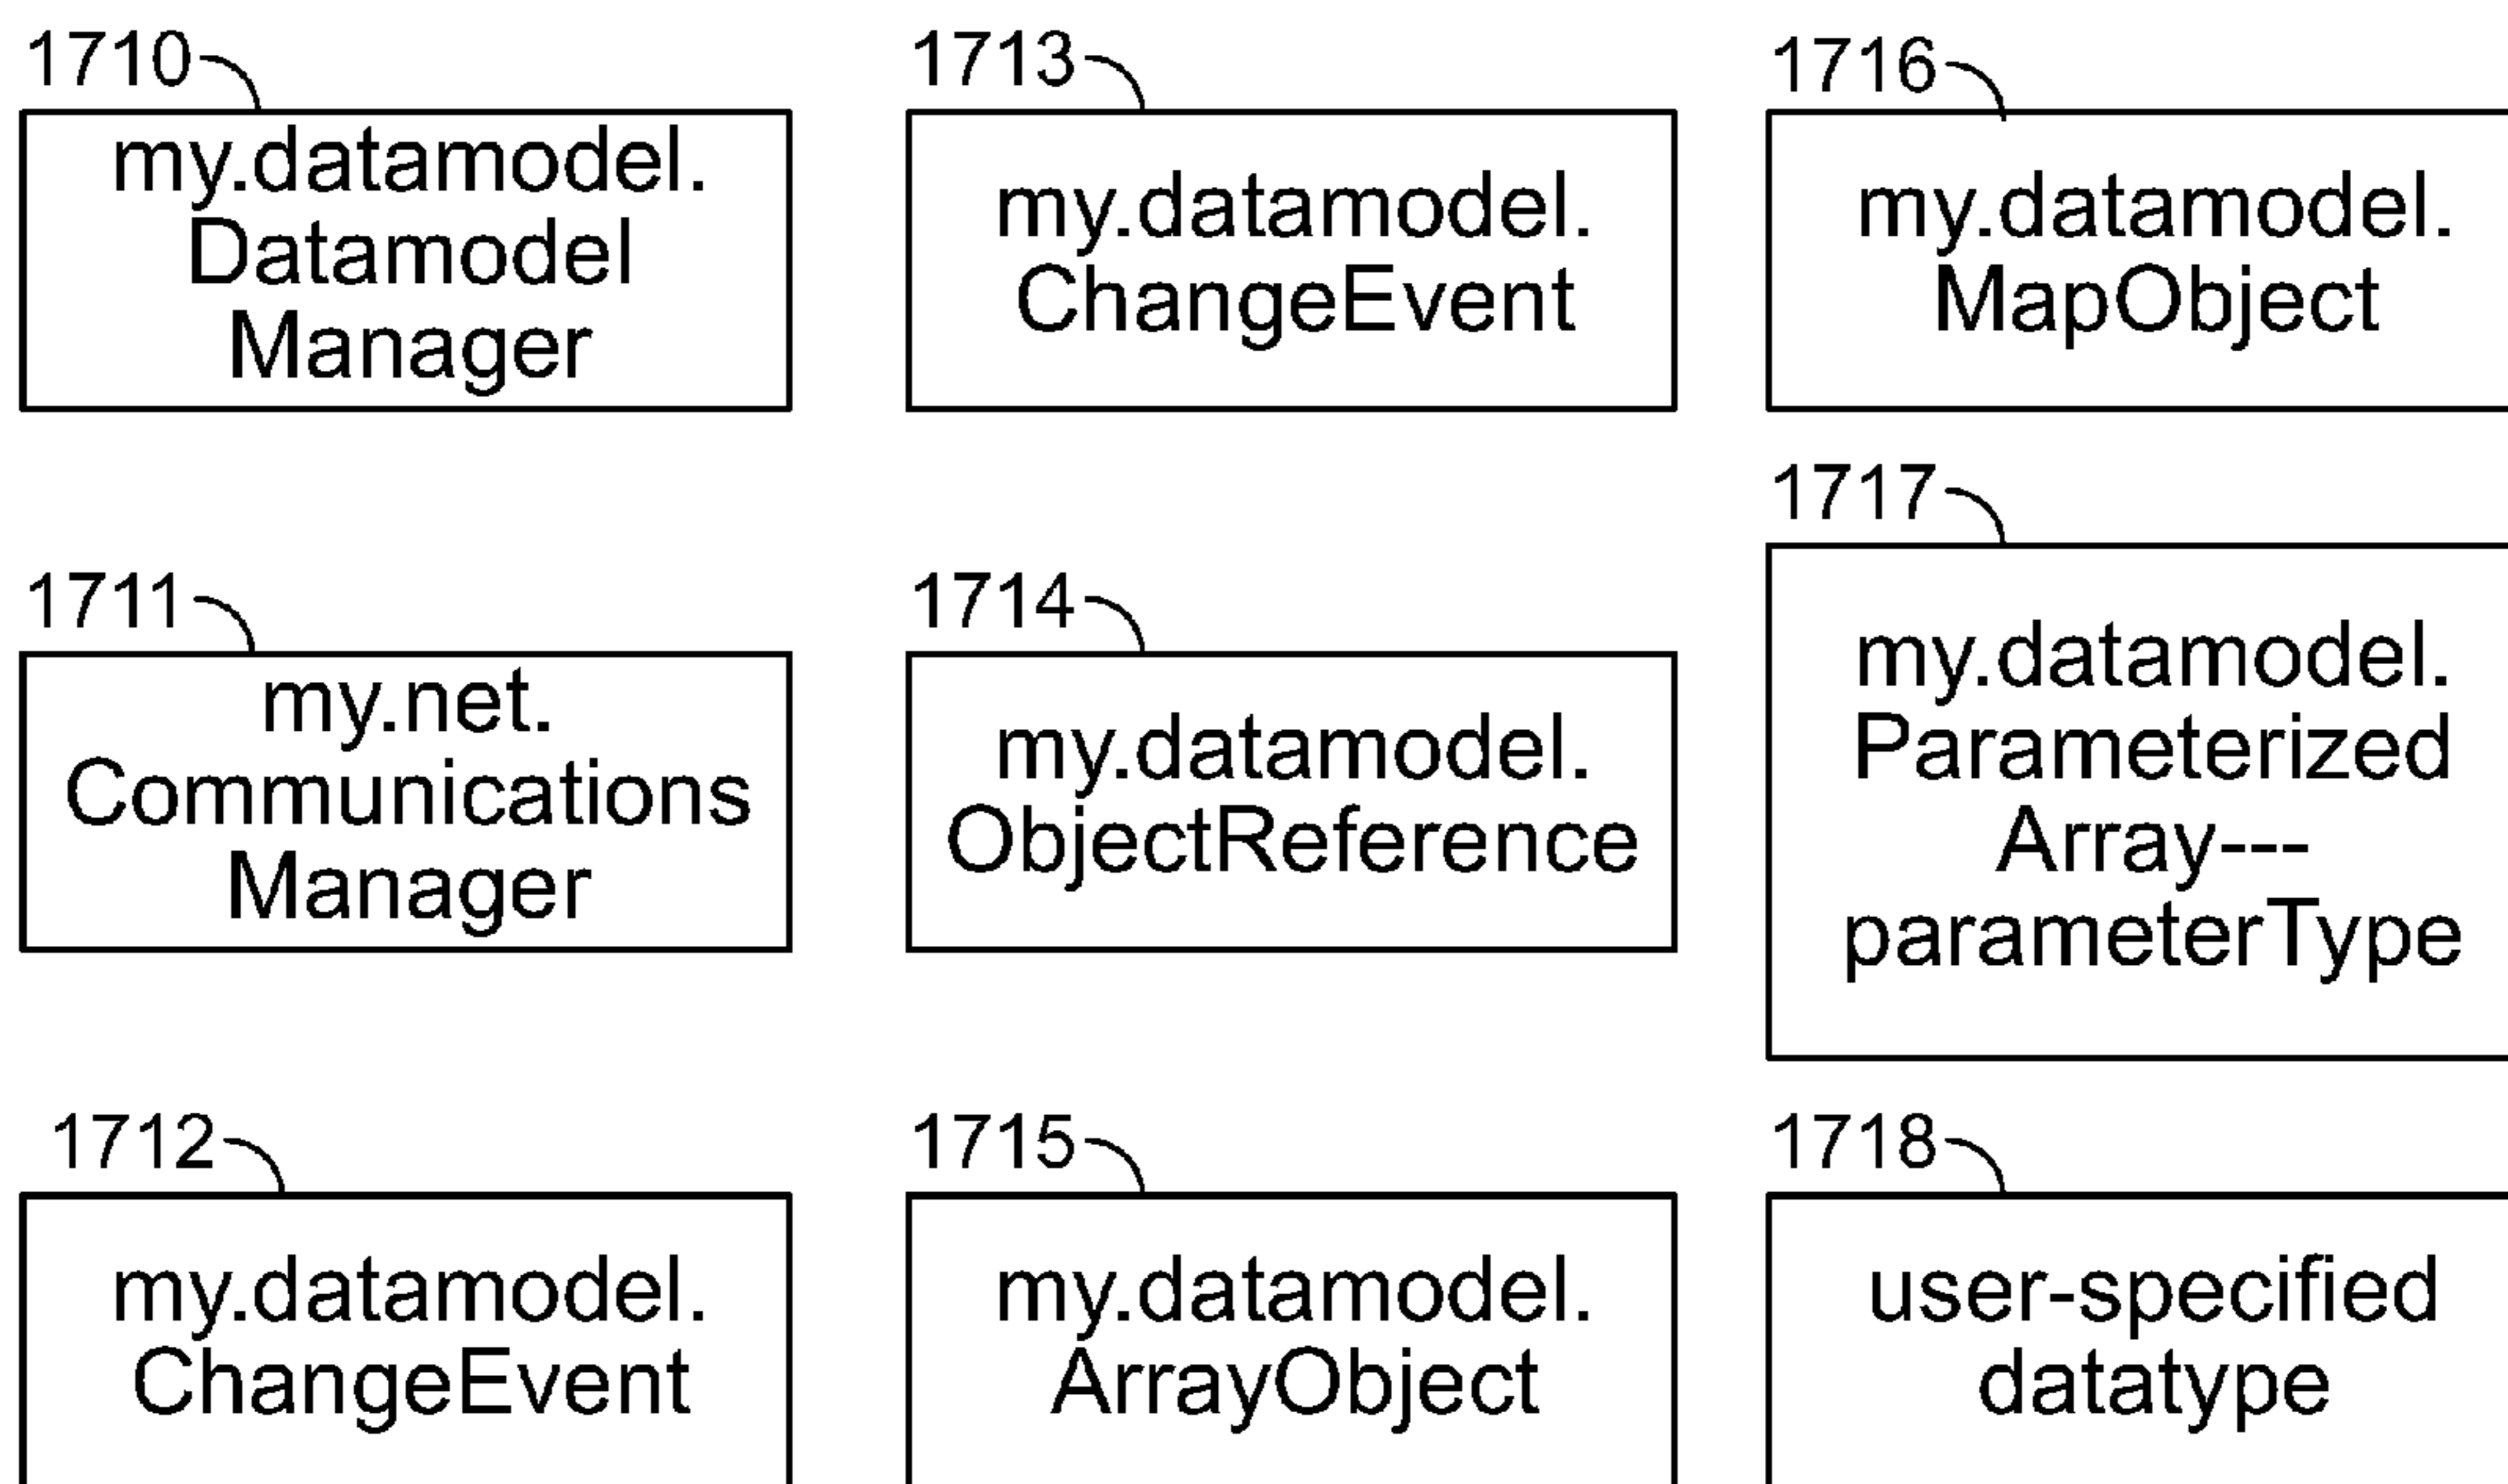 1710
my.datamodel.
Datamodel
Manager
1713
my.datamodel.
ChangeEvent
1716
my.datamodel.
MapObject
1711
my.net.
Communications
Manager
1714
my.datamodel.
ObjectReference
1717
my.datamodel.
Parameterized
Array---
parameterType
1712
my.datamodel.
ChangeEvent
1715
my.datamodel.
ArrayObject
1718
user-specified
datatype